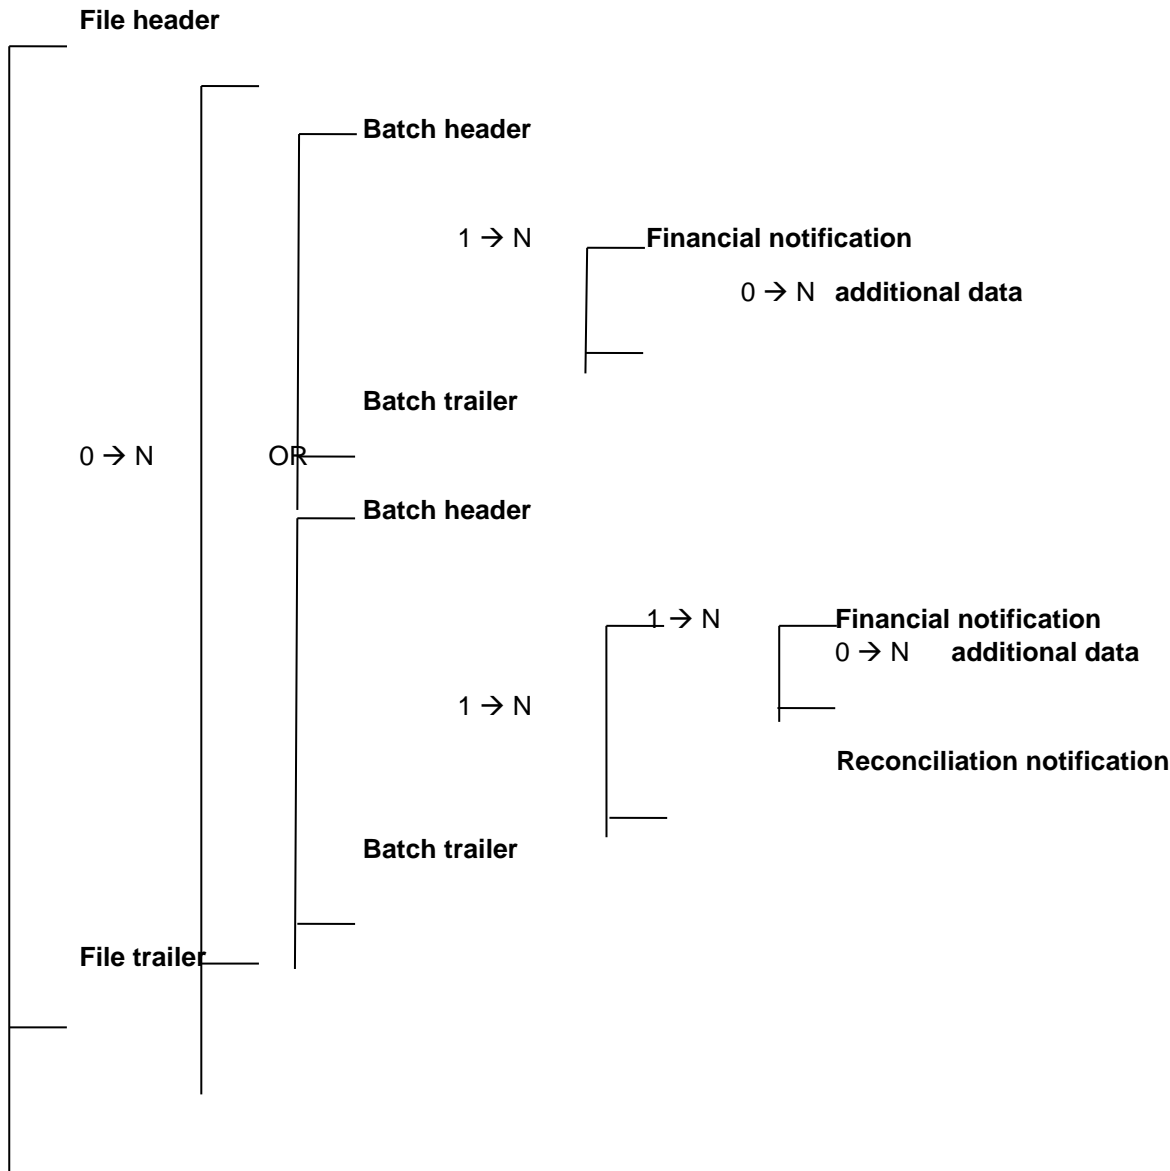 File header
Batch header
1 → N Financial notification
0 → N additional data
Batch trailer
0 → N OR
Batch header
1 → N Financial notification
0 → N additional data
1 → N
Reconciliation notification
Batch trailer
File trailer